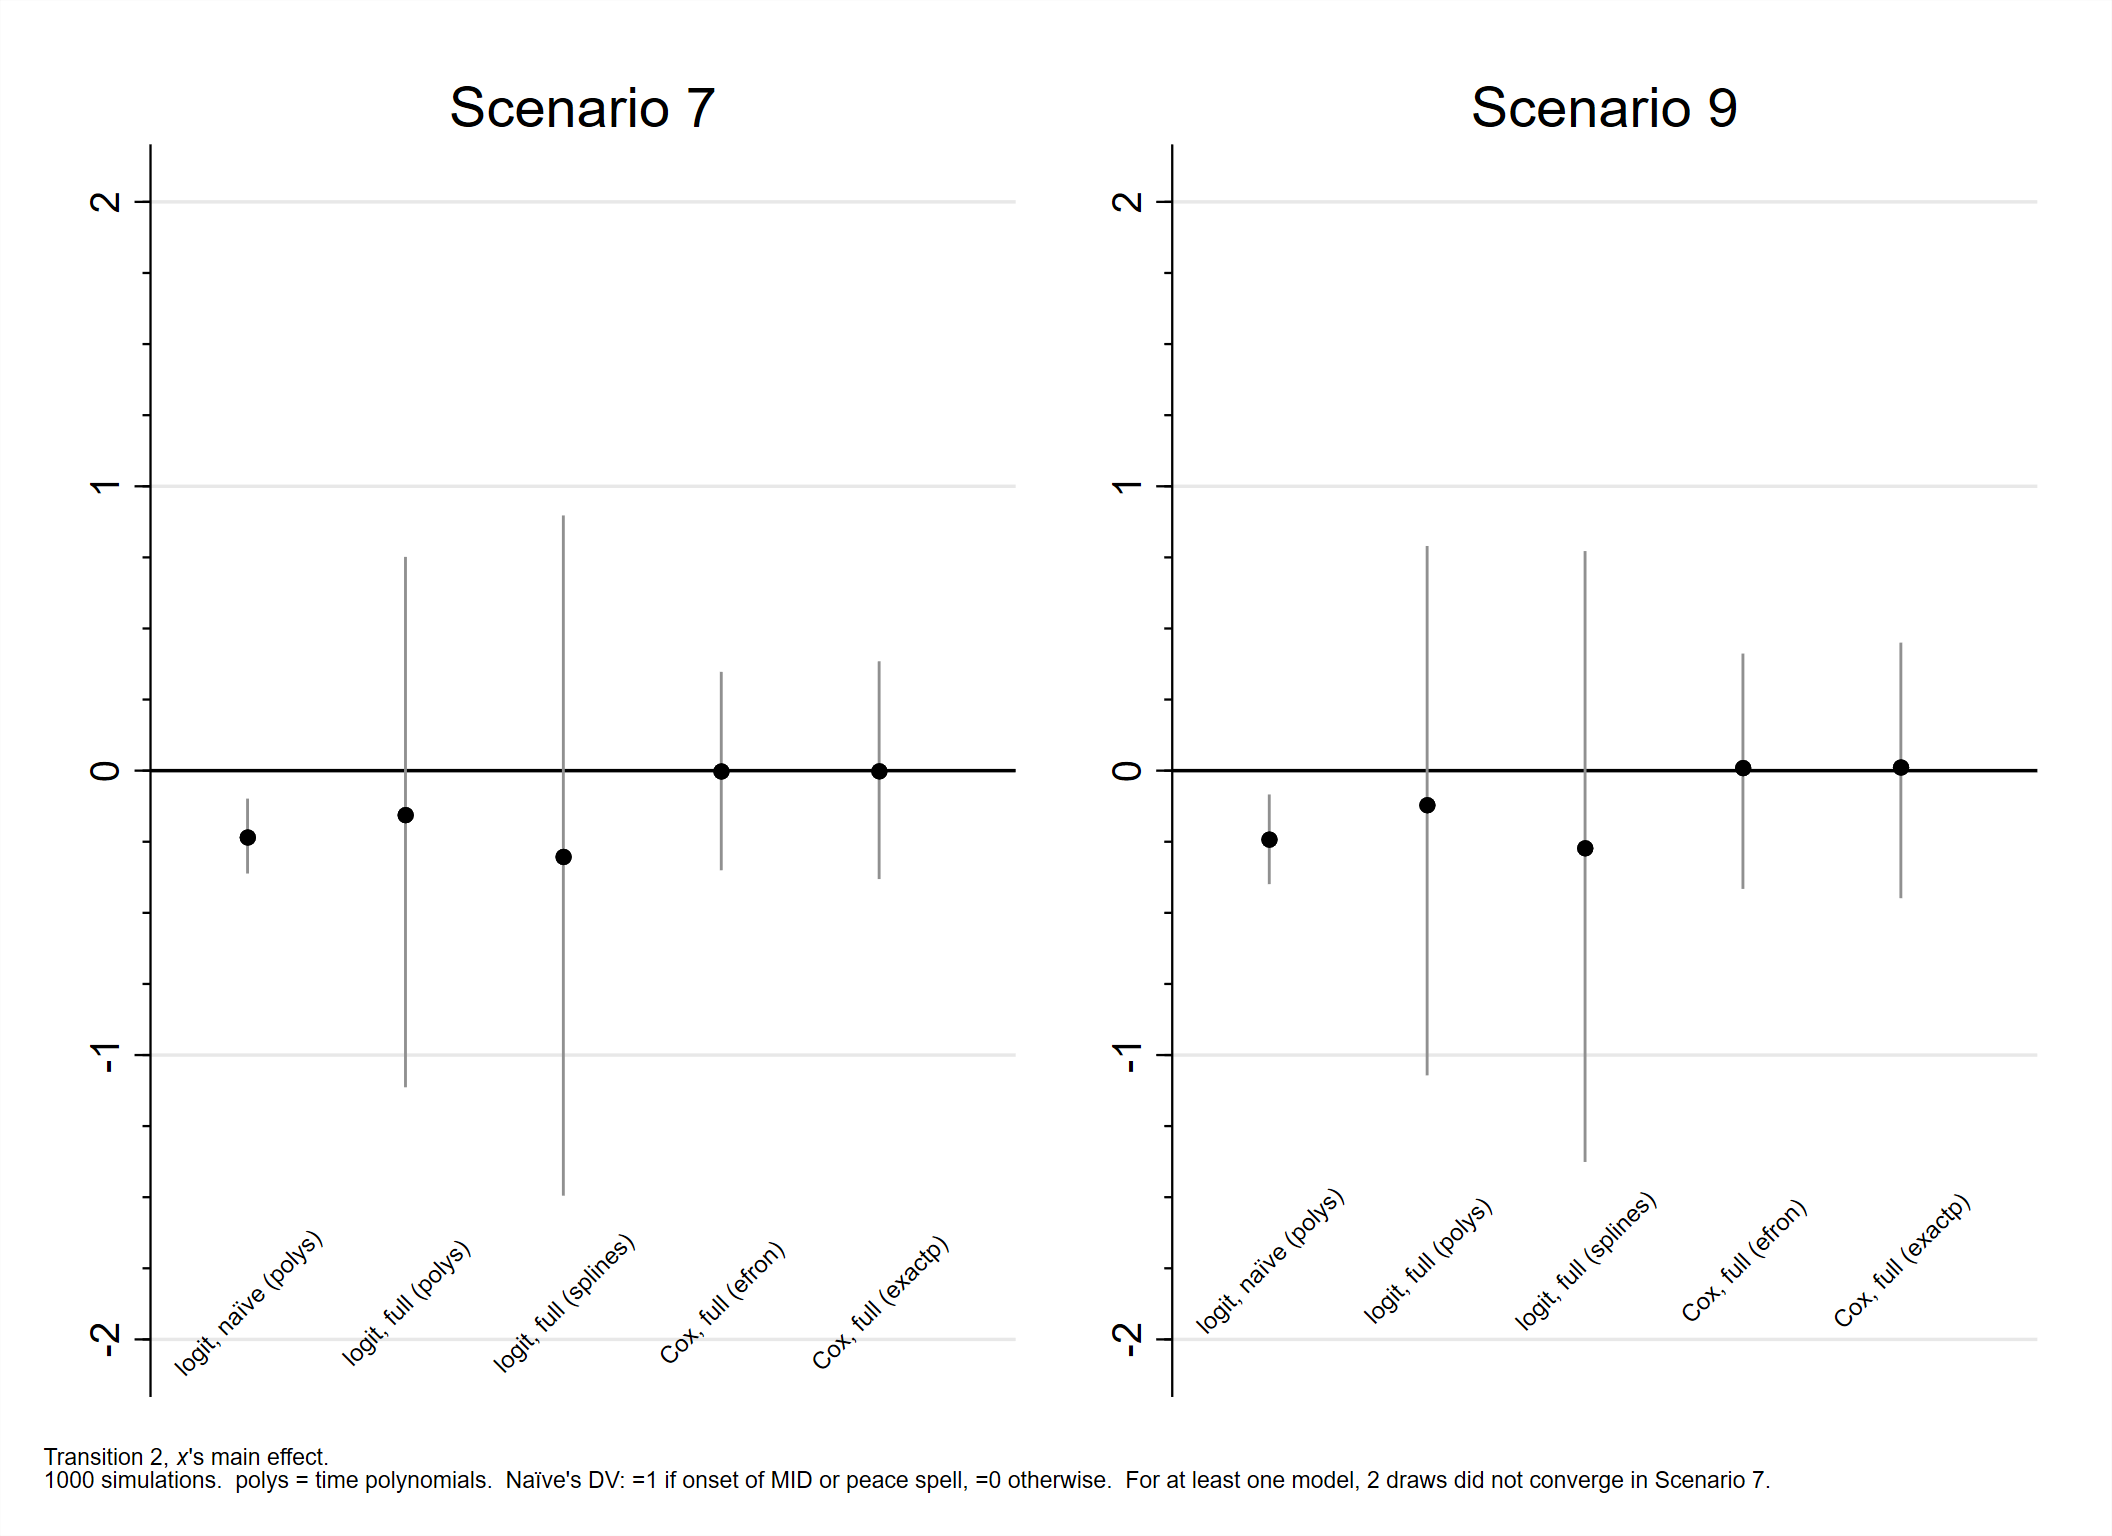 Scenario 7
2
1
0
-1
-2
logit, naïve (polys)
logit, full (polys)
logit, full (splines)
Cox, full (efron)
Cox, full (exactp)
Scenario 9
2
1
0
-1
-2
logit, naïve (polys)
logit, full (polys)
logit, full (splines)
Cox, full (efron)
Cox, full (exactp)
Transition 2, x's main effect.
1000 simulations.  polys = time polynomials.  Naïve's DV: =1 if onset of MID or peace spell, =0 otherwise.  For at least one model, 2 draws did not converge in Scenario 7.